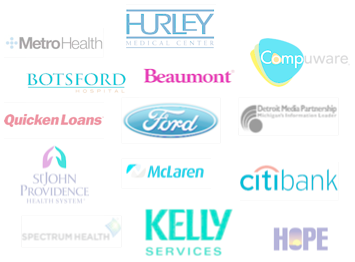 HURLEY
MEDICAL CENTER
MetroHealth
Compuware
BOTSFORD
HOSPITAL
Beaumont
Quicken Loans
Ford
Detroit Media Partnership
Michigan's Information Leader
ST JOHN
PROVIDENCE
HEALTH SYSTEM
McLaren
citibank
SPECTRUM HEALTH
KELLY
SERVICES
HOPE